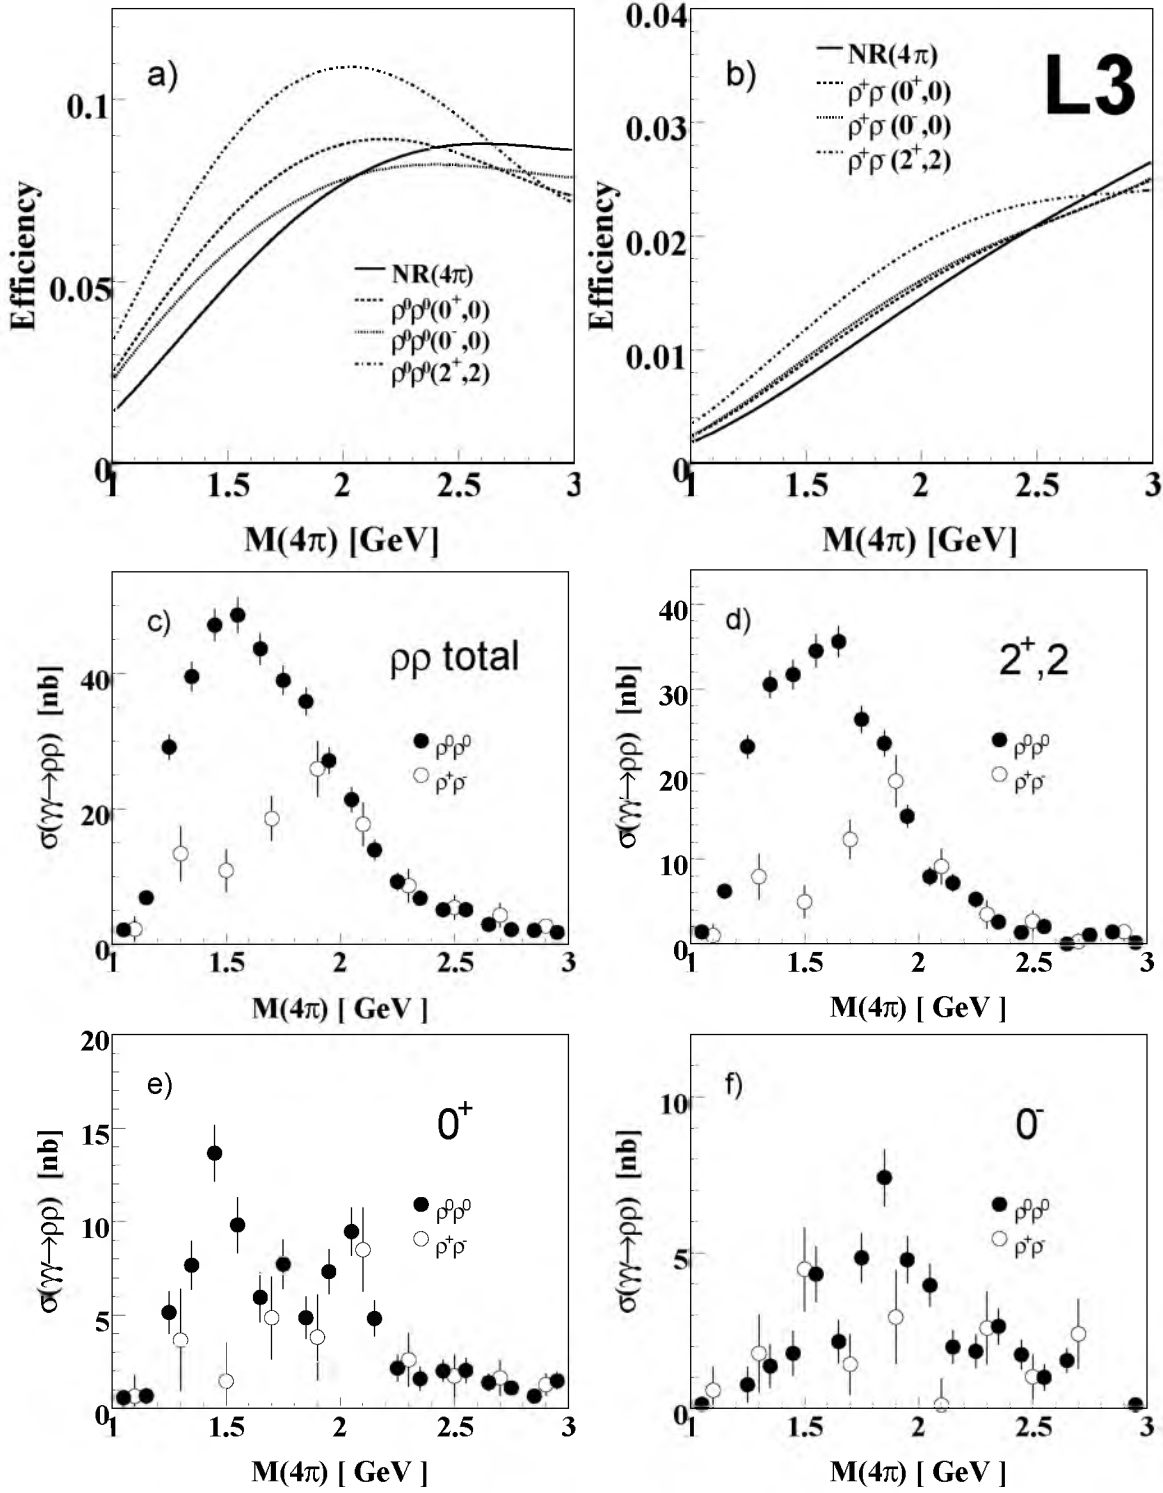 a)
0.1
0.05
0
Efficiency
NR(4π)
ρ⁰ρ⁰(0⁺,0)
ρ⁰ρ⁰(0⁻,0)
ρ⁰ρ⁰(2⁺,2)
1 1.5 2 2.5 3
M(4π) [GeV]
b)
L3
0.04
0.03
0.02
0.01
0
Efficiency
NR(4π)
ρ⁺ρ⁻(0⁺,0)
ρ⁺ρ⁻(0⁻,0)
ρ⁺ρ⁻(2⁺,2)
1 1.5 2 2.5 3
M(4π) [GeV]
c)
ρρ total
40
20
0
σ(γγ→ρρ) [nb]
ρ⁰ρ⁰
ρ⁺ρ⁻
1 1.5 2 2.5 3
M(4π) [ GeV ]
d)
2⁺,2
40
30
20
10
0
σ(γγ→ρρ) [nb]
ρ⁰ρ⁰
ρ⁺ρ⁻
1 1.5 2 2.5 3
M(4π) [ GeV ]
e)
0⁺
20
15
10
5
0
σ(γγ→ρρ) [nb]
ρ⁰ρ⁰
ρ⁺ρ⁻
1 1.5 2 2.5 3
M(4π) [ GeV ]
f)
0⁻
10
5
0
σ(γγ→ρρ) [nb]
ρ⁰ρ⁰
ρ⁺ρ⁻
1 1.5 2 2.5 3
M(4π) [ GeV ]